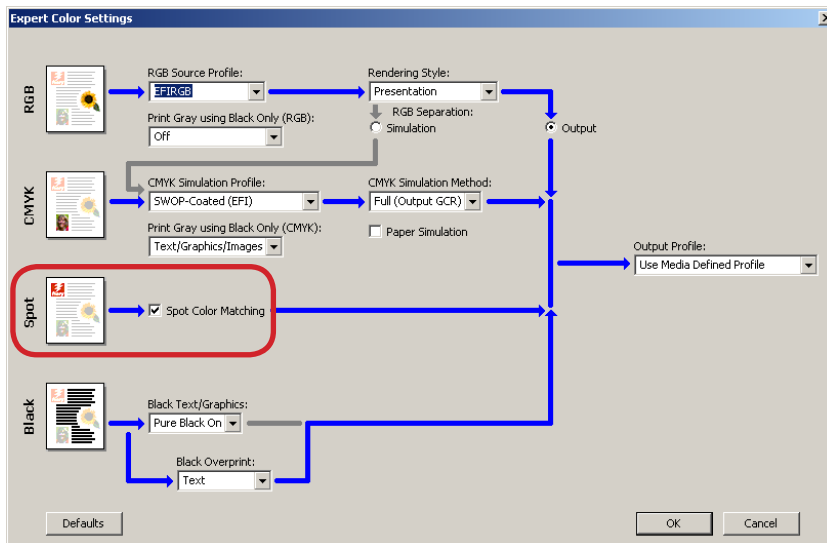 Expert Color Settings
RGB
RGB Source Profile:
EFIRGB
Rendering Style:
Presentation
Print Gray using Black Only (RGB):
Off
RGB Separation:
Simulation
Output
CMYK
CMYK Simulation Profile:
SWOP-Coated (EFI)
CMYK Simulation Method:
Full (Output GCR)
Print Gray using Black Only (CMYK):
Text/Graphics/Images
Paper Simulation
Output Profile:
Use Media Defined Profile
Spot
Spot Color Matching
Black
Black Text/Graphics:
Pure Black On
Black Overprint:
Text
Defaults
OK
Cancel